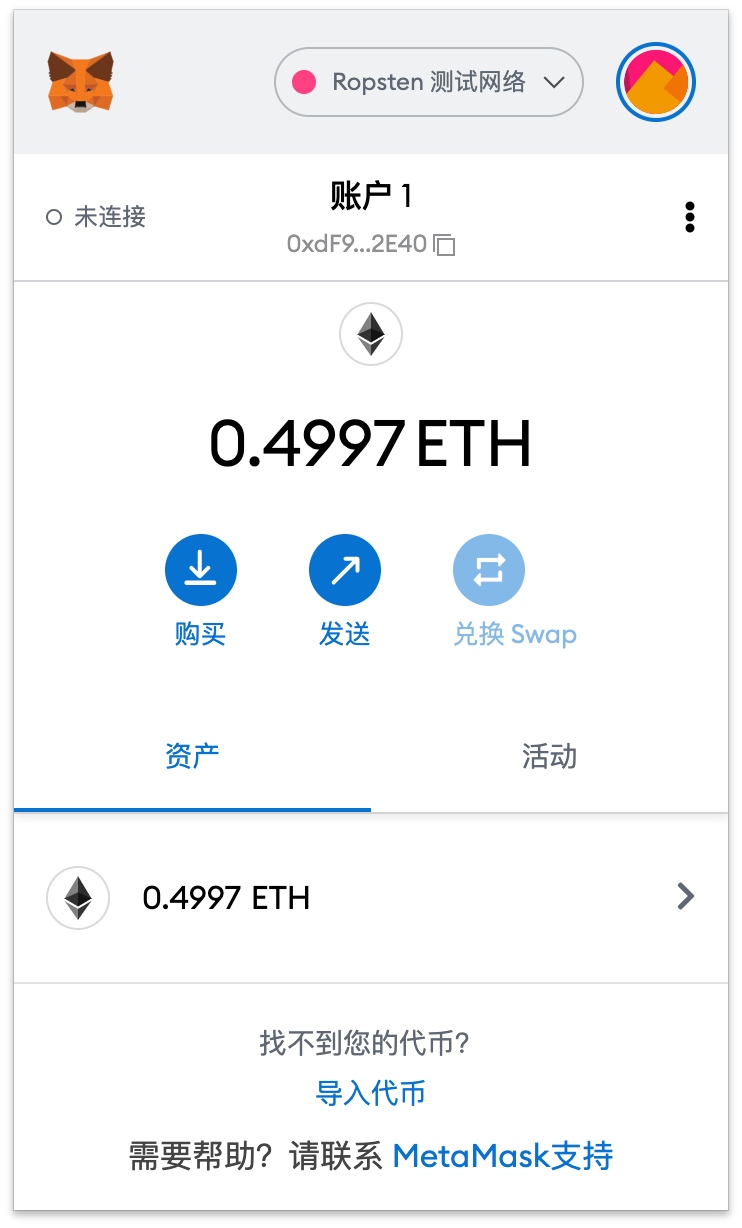 Ropsten 测试网络
未连接
账户 1
0xdF9...2E40
0.4997 ETH
购买
发送
兑换 Swap
资产
活动
0.4997 ETH
找不到您的代币?
导入代币
需要帮助？请联系 MetaMask支持